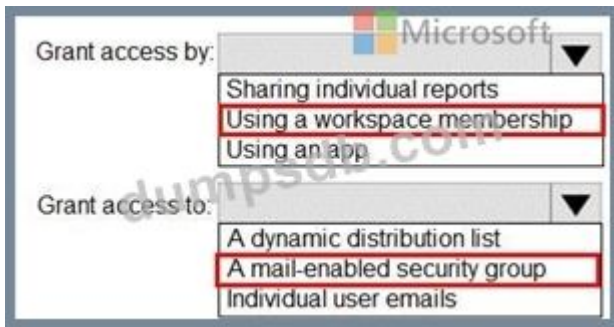 Microsoft
Grant access by:
Sharing individual reports
Using a workspace membership
Using an app
dumpsdb.com
Grant access to:
A dynamic distribution list
A mail-enabled security group
Individual user emails